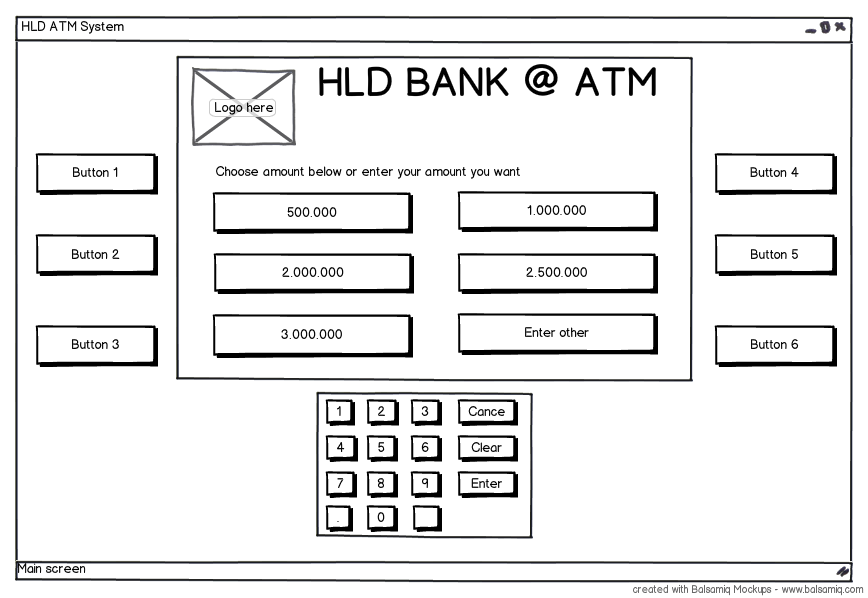 HLD ATM System
HLD BANK @ ATM
Logo here
Choose amount below or enter your amount you want
Button 1
500.000
1.000.000
Button 4
Button 2
2.000.000
2.500.000
Button 5
Button 3
3.000.000
Enter other
Button 6
1 2 3 Cance
4 5 6 Clear
7 8 9 Enter
. 0
Main screen
created with Balsamiq Mockups - www.balsamiq.com